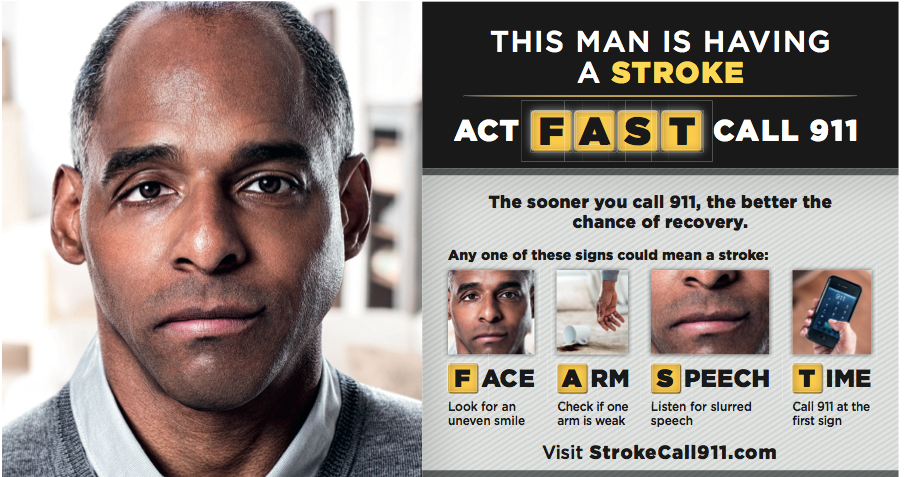 THIS MAN IS HAVING
A STROKE
ACT FAST CALL 911
The sooner you call 911, the better the
chance of recovery.
Any one of these signs could mean a stroke:
911
FACE
Look for an
uneven smile
ARM
Check if one
arm is weak
SPEECH
Listen for slurred
speech
TIME
Call 911 at the
first sign
Visit StrokeCall911.com